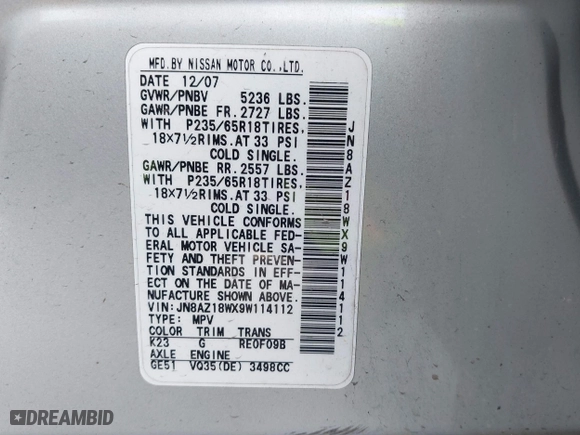 MFD.BY NISSAN MOTOR CO.,LTD.
DATE 12/07
GVWR/PNBV 5236 LBS.
GAWR/PNBE FR. 2727 LBS.
WITH P235/65R18TIRES,
18×7½RIMS.AT 33 PSI
COLD SINGLE.
GAWR/PNBE RR. 2557 LBS.
WITH P235/65R18TIRES,
18×7½RIMS.AT 33 PSI
COLD SINGLE.
THIS VEHICLE CONFORMS
TO ALL APPLICABLE FED-
ERAL MOTOR VEHICLE SA-
FETY AND THEFT PREVEN-
TION STANDARDS IN EFF-
ECT ON THE DATE OF MA-
NUFACTURE SHOWN ABOVE.
VIN: JN8AZ18WX9W114112
TYPE: MPV
COLOR TRIM TRANS
K23 G RE0F09B
AXLE ENGINE
GE51 VQ35(DE) 3498CC
JN8AZ18WX9W114112
DREAMBID